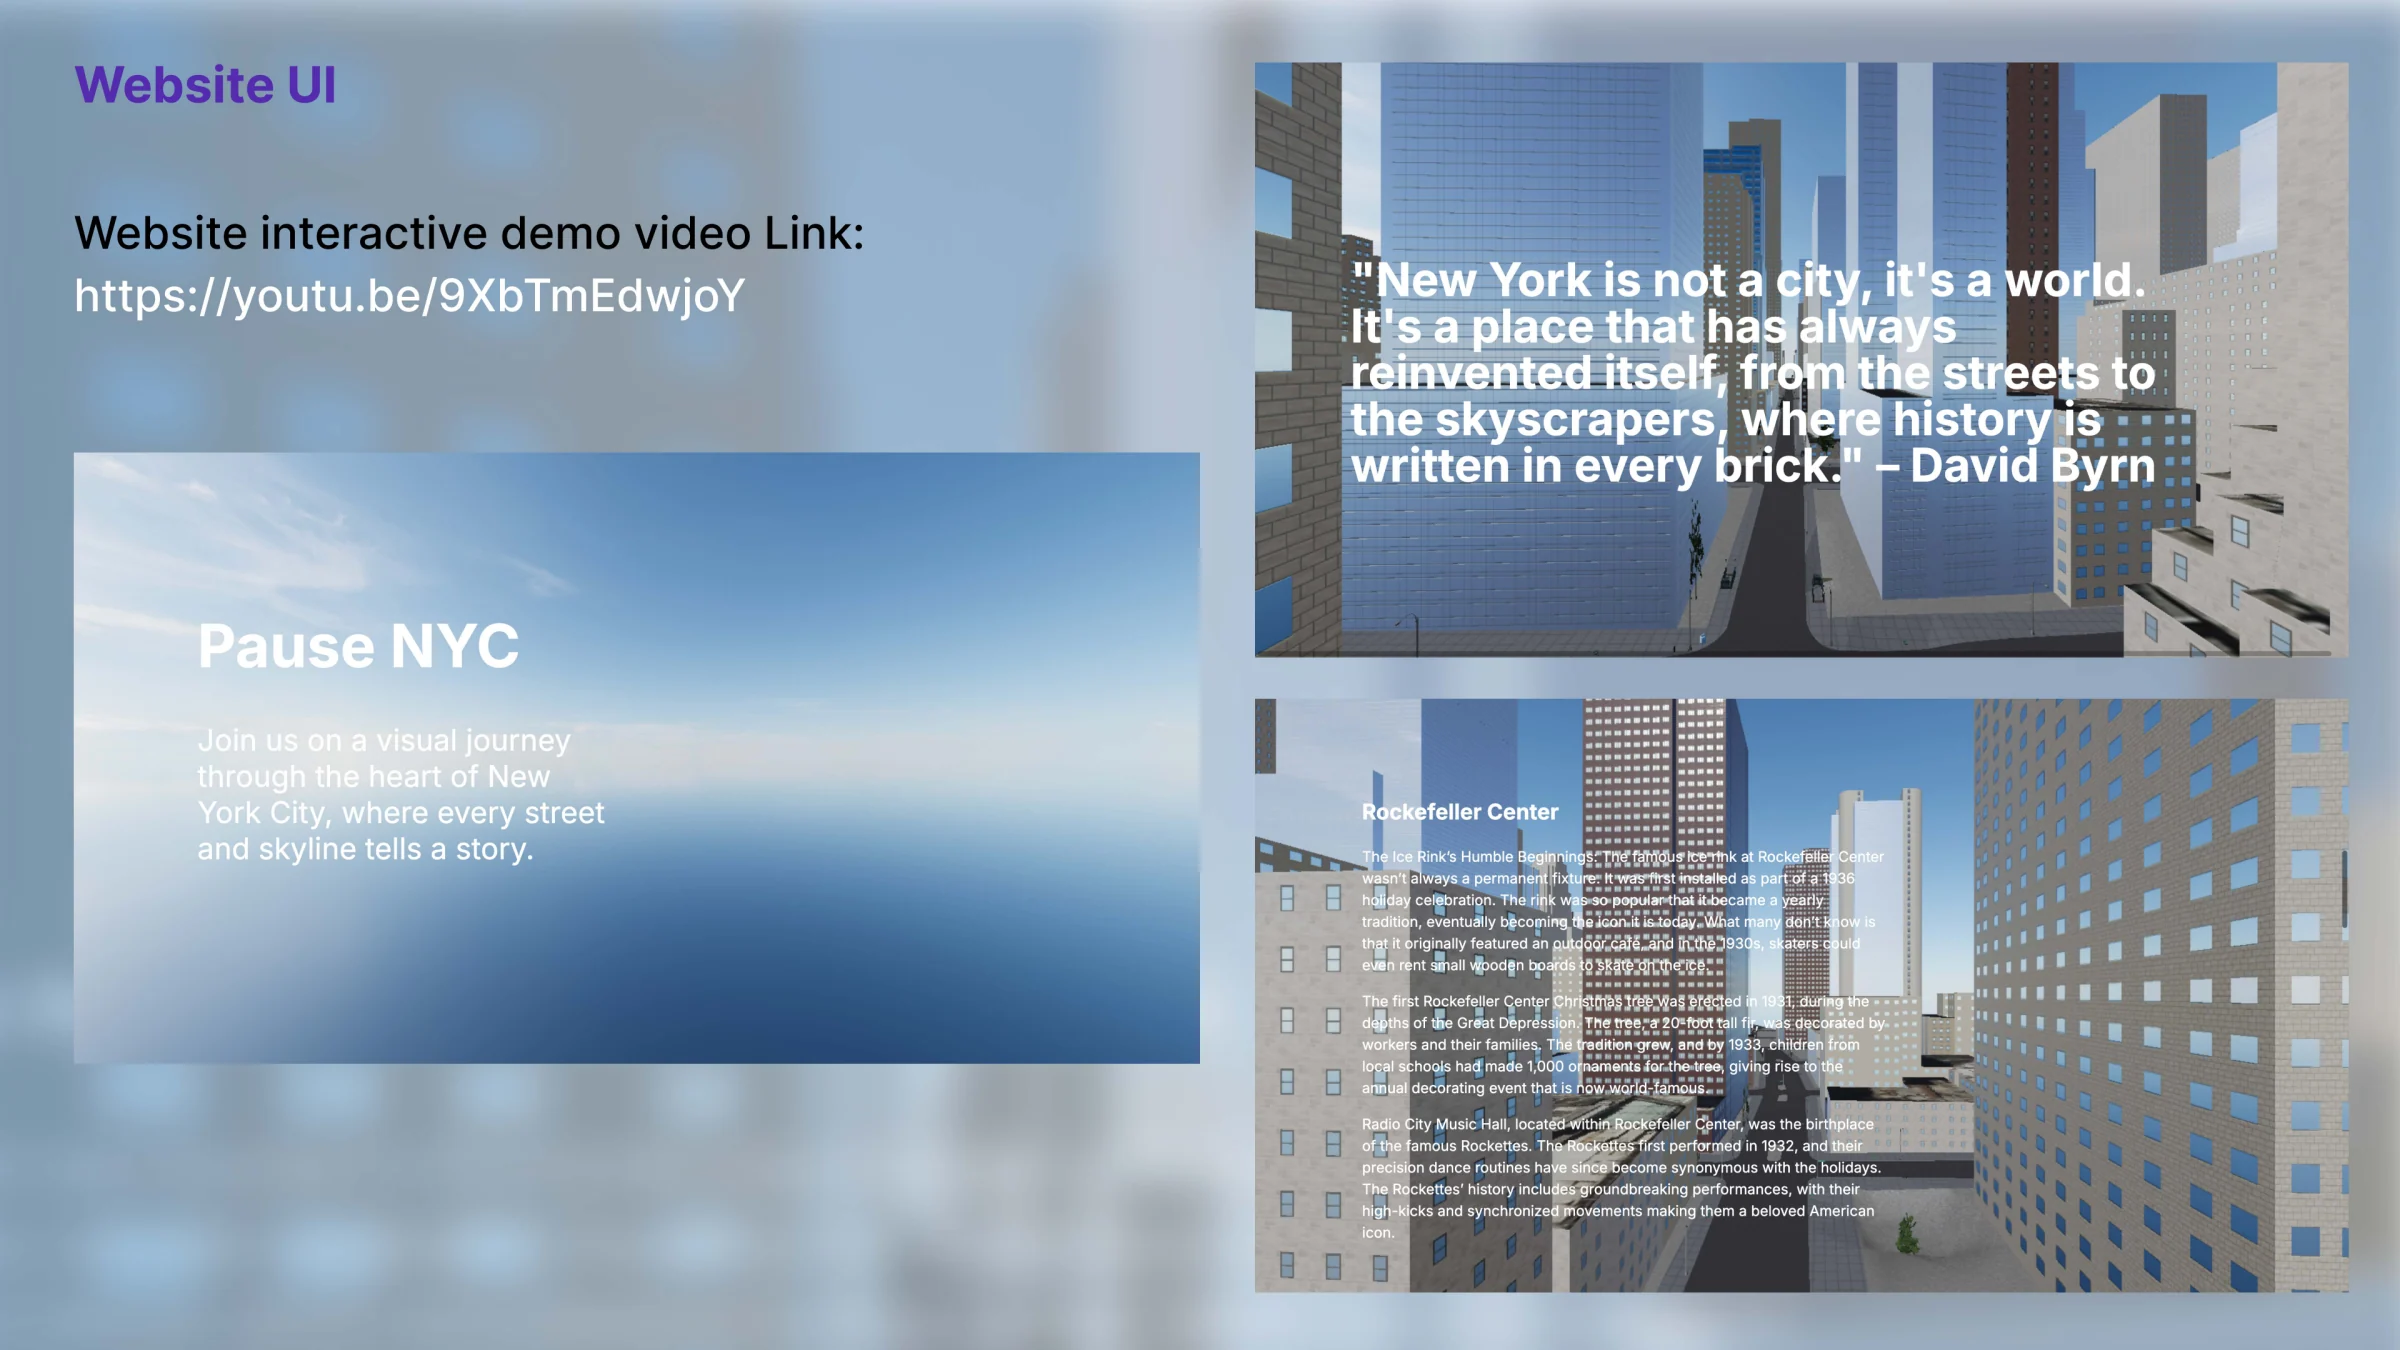 Website UI
Website interactive demo video Link:
https://youtu.be/9XbTmEdwjoY
Pause NYC
Join us on a visual journey
through the heart of New
York City, where every street
and skyline tells a story.
"New York is not a city, it's a world.
It's a place that has always
reinvented itself, from the streets to
the skyscrapers, where history is
written in every brick." – David Byrn
Rockefeller Center
The Ice Rink’s Humble Beginnings: The famous ice rink at Rockefeller Center
wasn’t always a permanent fixture. It was first installed as part of a 1936
holiday celebration. The rink was so popular that it became a yearly
tradition, eventually becoming the icon it is today. What many don’t know is
that it originally featured an outdoor café, and in the 1930s, skaters could
even rent small wooden boards to skate on the ice.
The first Rockefeller Center Christmas tree was erected in 1931, during the
depths of the Great Depression. The tree, a 20-foot tall fir, was decorated by
workers and their families. The tradition grew, and by 1933, children from
local schools had made 1,000 ornaments for the tree, giving rise to the
annual decorating event that is now world-famous.
Radio City Music Hall, located within Rockefeller Center, was the birthplace
of the famous Rockettes. The Rockettes first performed in 1932, and their
precision dance routines have since become synonymous with the holidays.
The Rockettes’ history includes groundbreaking performances, with their
high-kicks and synchronized movements making them a beloved American
icon.